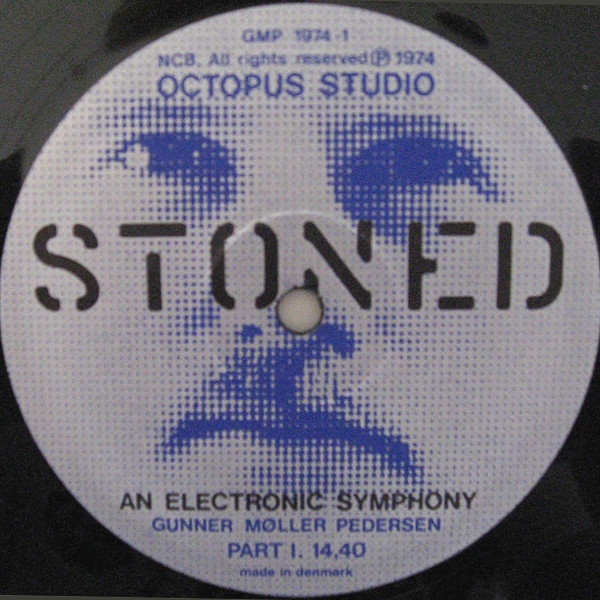 GMP 1974-1
NCB. All rights reserved Ⓟ 1974
OCTOPUS STUDIO
STONED
AN ELECTRONIC SYMPHONY
GUNNER MØLLER PEDERSEN
PART I. 14,40
made in denmark